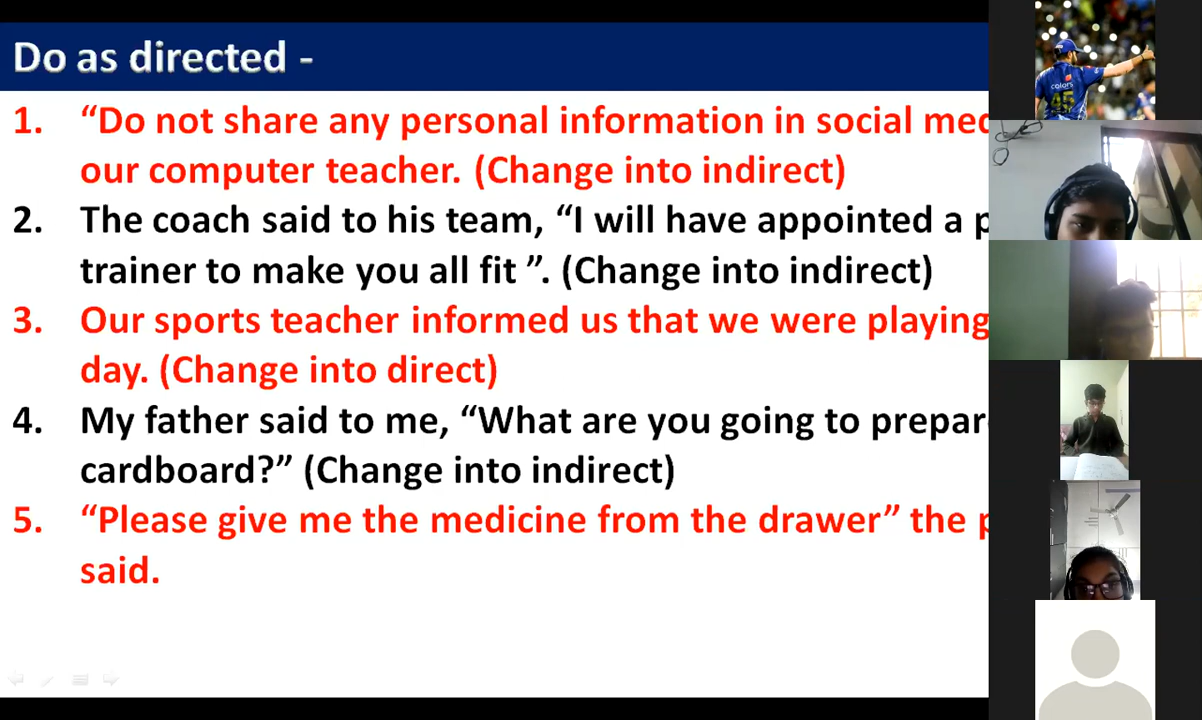 Do as directed -
1. “Do not share any personal information in social med
our computer teacher. (Change into indirect)
2. The coach said to his team, “I will have appointed a p
trainer to make you all fit ”. (Change into indirect)
3. Our sports teacher informed us that we were playing
day. (Change into direct)
4. My father said to me, “What are you going to prepar
cardboard?” (Change into indirect)
5. “Please give me the medicine from the drawer” the p
said.
colors
45